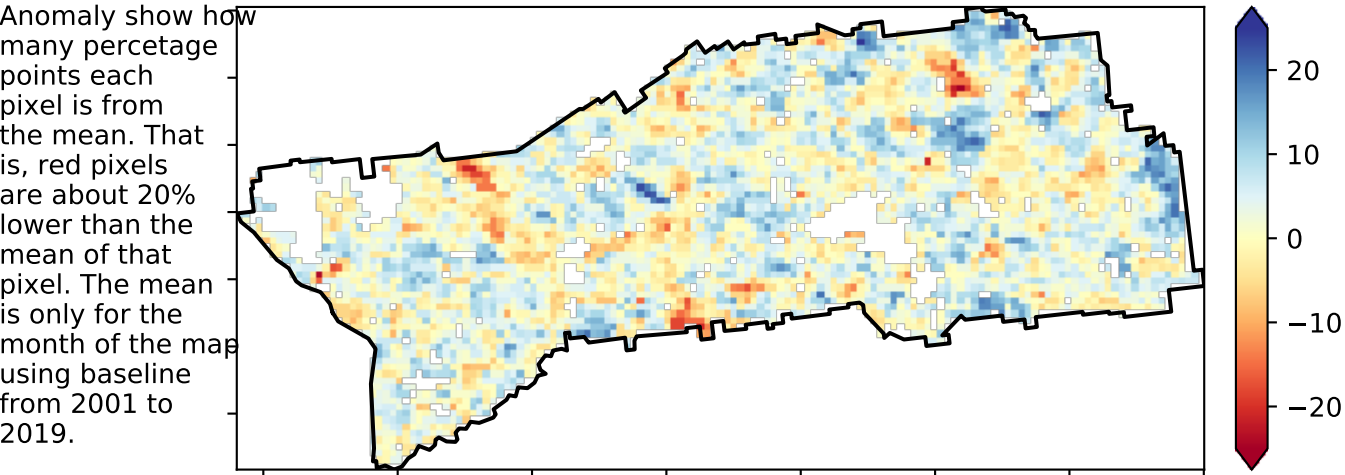 Anomaly show how
many percetage
points each
pixel is from
the mean. That
is, red pixels
are about 20%
lower than the
mean of that
pixel. The mean
is only for the
month of the map
using baseline
from 2001 to
2019.
20
10
0
−10
−20